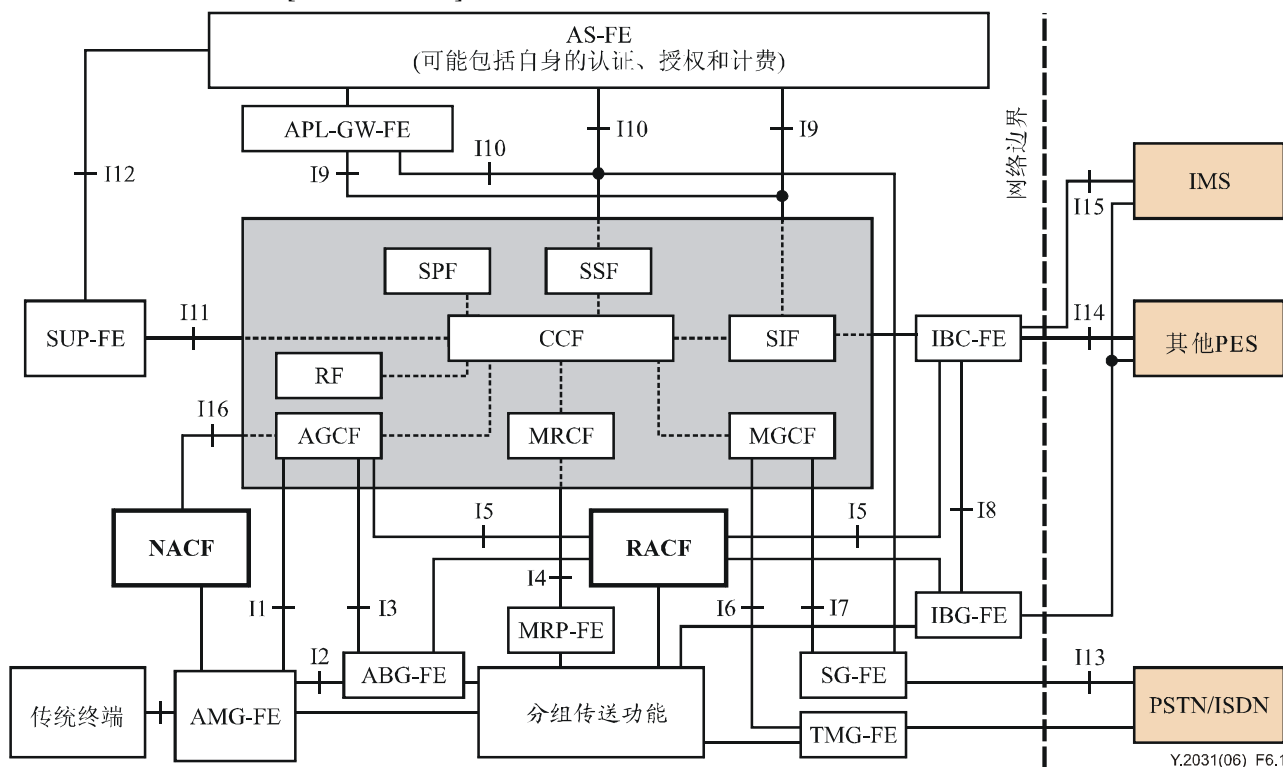 AS-FE
(可能包括白身的认证、授权和计费)
APL-GW-FE
I10
I9
I10
I9
I12
网络边界
IMS
I15
SPF
SSF
SUP-FE
I11
CCF
SIF
IBC-FE
I14
其他PES
RF
I16
AGCF
MRCF
MGCF
I5
I5
I8
NACF
RACF
I4
I1
I3
I6
I7
MRP-FE
IBG-FE
I2
I13
ABG-FE
SG-FE
传统终端
AMG-FE
分组传送功能
PSTN/ISDN
TMG-FE
Y.2031(06)_F6.1